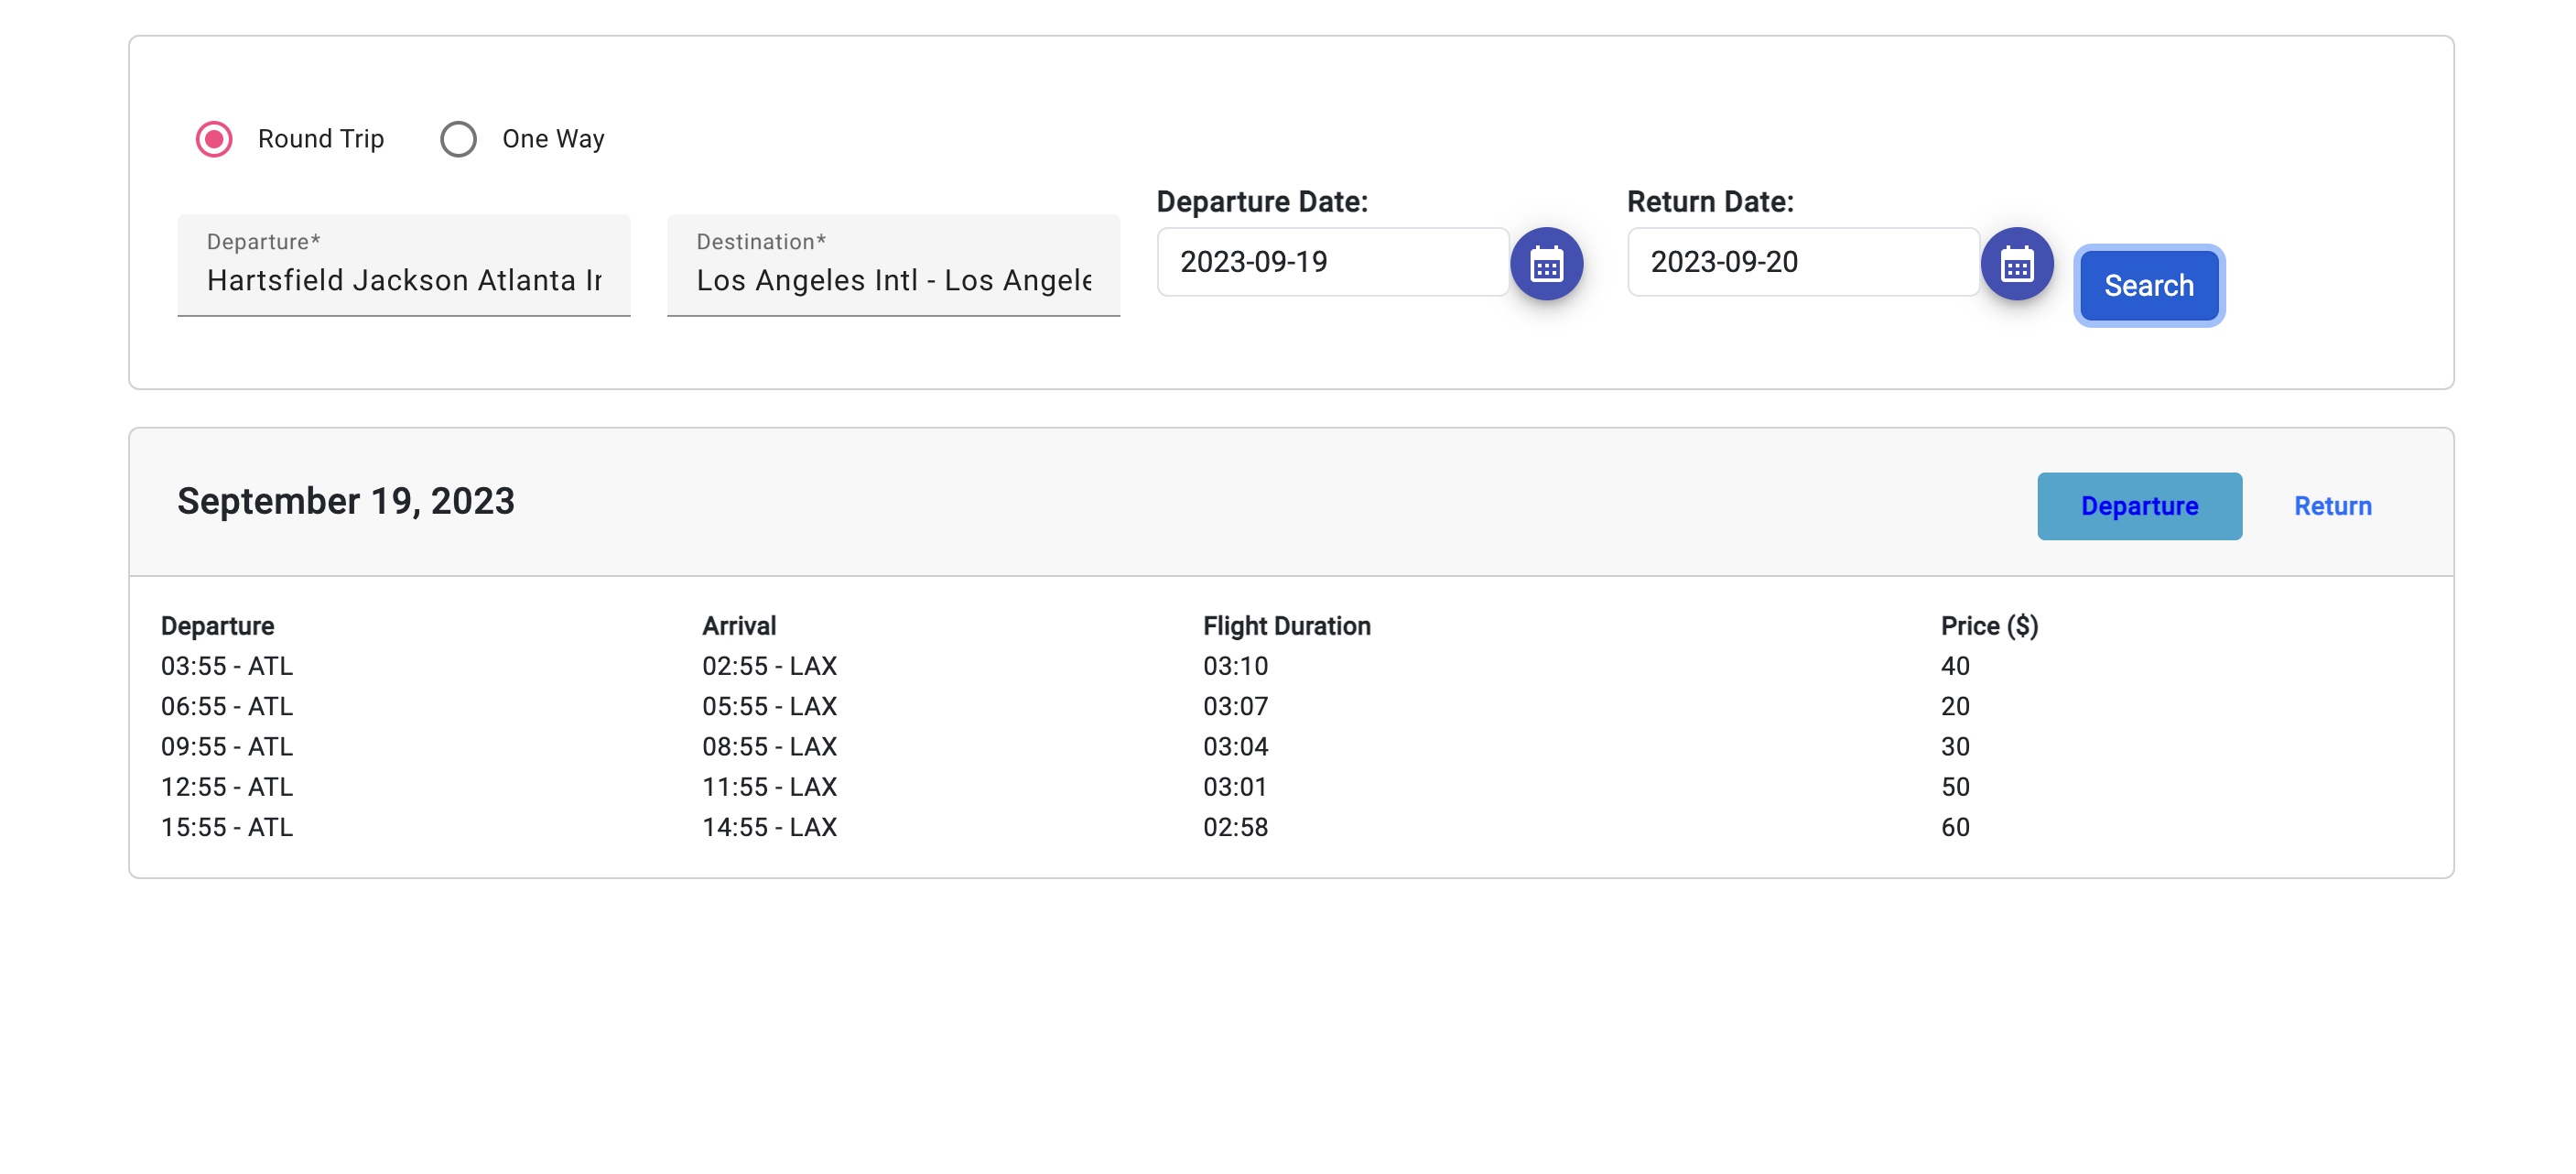 Round Trip One Way
Departure Date: Return Date:
Departure* Destination*
Hartsfield Jackson Atlanta Los Angeles Intl - Los 2023-09-19 2023-09-20 Search
September 19, 2023 Departure Return
Departure Arrival Flight Duration Price ($)
03:55 - ATL 02:55 - LAX 03:10 40
06:55 - ATL 05:55 - LAX 03:07 20
09:55 - ATL 08:55 - LAX 03:04 30
12:55 - ATL 11:55 - LAX 03:01 50
15:55 - ATL 14:55 - LAX 02:58 60